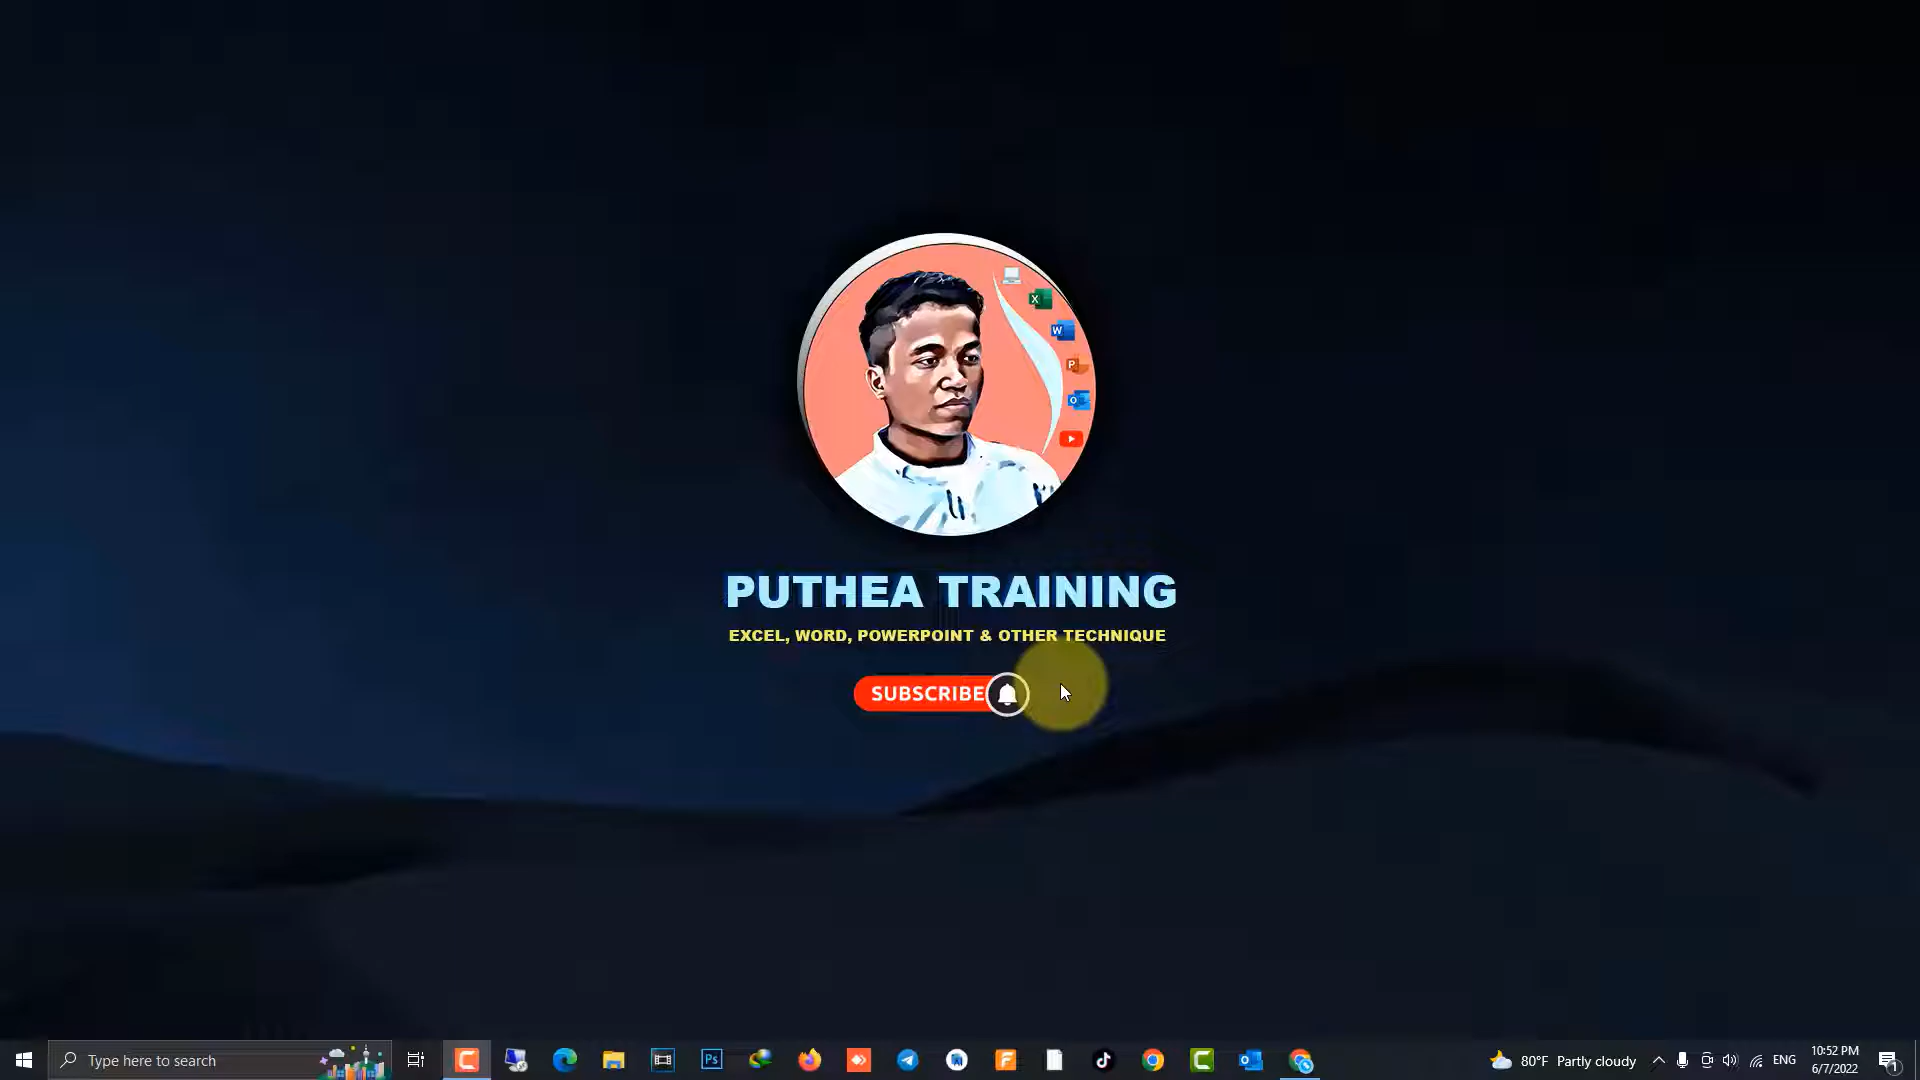 PUTHEA TRAINING
EXCEL, WORD, POWERPOINT & OTHER TECHNIQUE
SUBSCRIBE
Type here to search
80°F Partly cloudy
ENG
10:52 PM
6/7/2022